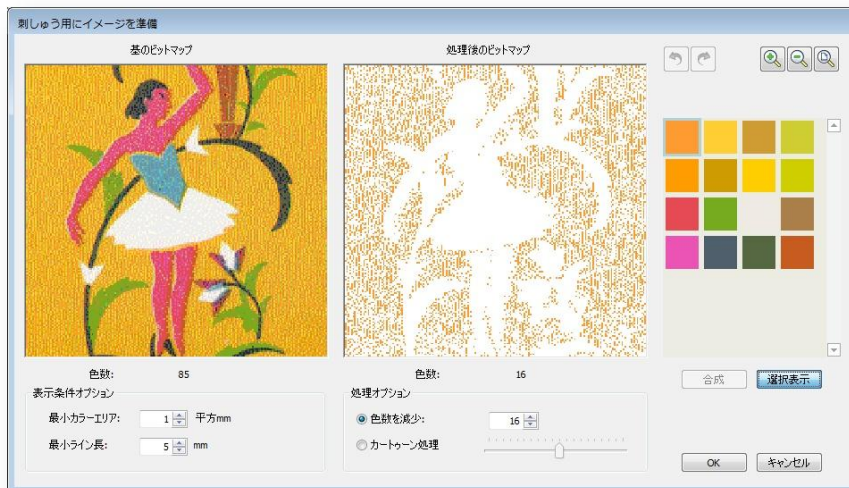 刺しゅう用にイメージを準備
基のビットマップ
処理後のビットマップ
色数: 85
色数: 16
表示条件オプション
最小カラーエリア: 1 平方mm
最小ライン長: 5 mm
処理オプション
色数を減少: 16
カートゥーン処理
合成
選択表示
OK
キャンセル